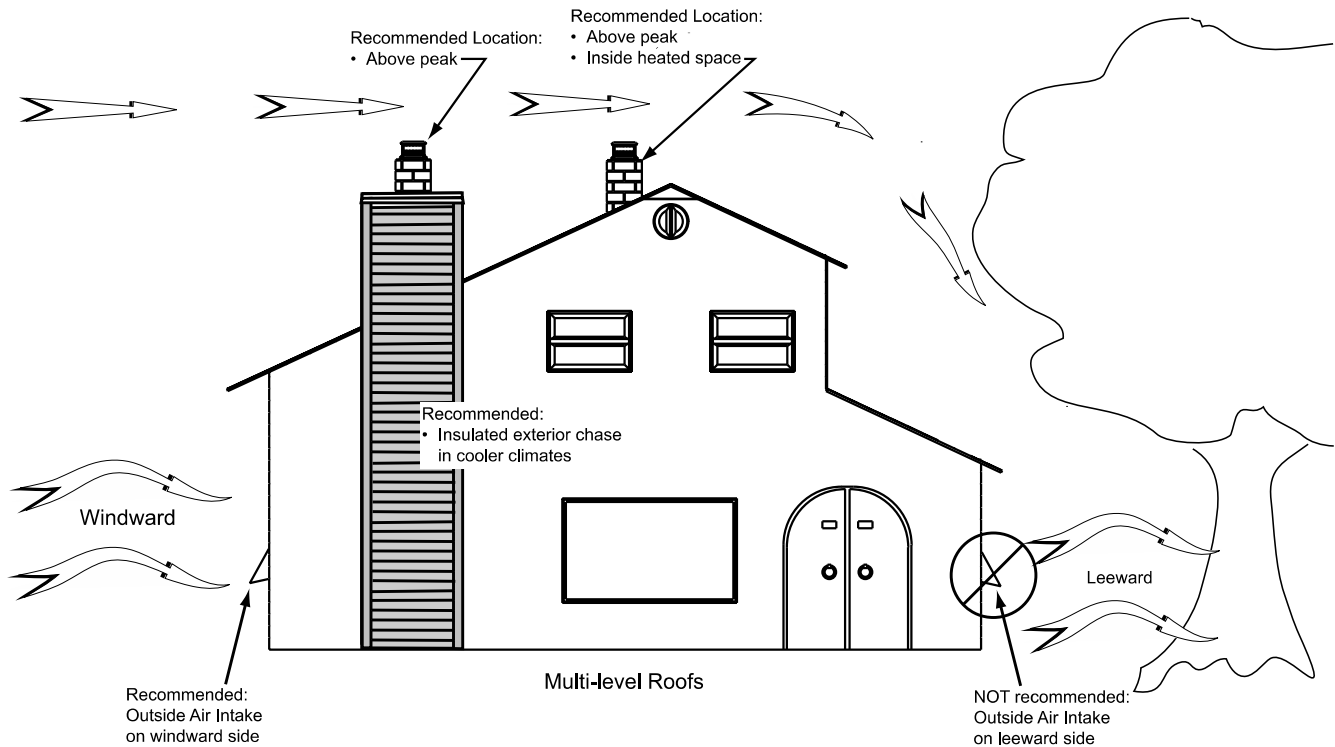 Recommended Location:
• Above peak
Recommended Location:
• Above peak
• Inside heated space
Recommended:
• Insulated exterior chase
in cooler climates
Windward
Leeward
Recommended:
Outside Air Intake
on windward side
Multi-level Roofs
NOT recommended:
Outside Air Intake
on leeward side